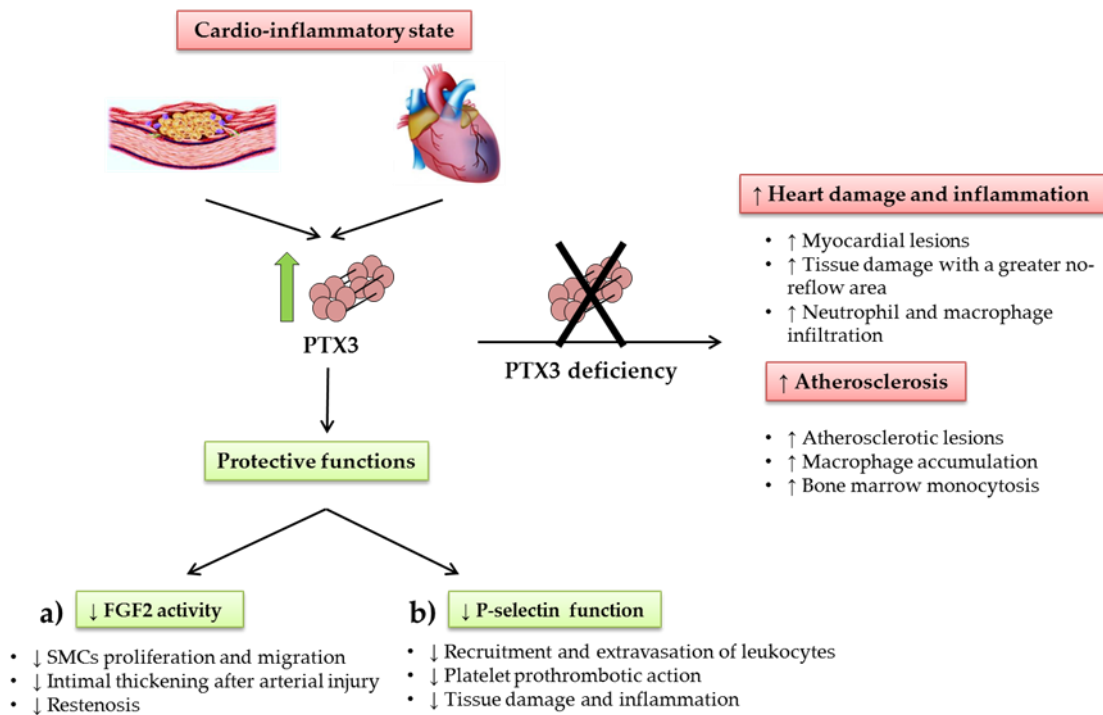 Cardio-inflammatory state
↑ Heart damage and inflammation
• ↑ Myocardial lesions
• ↑ Tissue damage with a greater no-
reflow area
• ↑ Neutrophil and macrophage
infiltration
PTX3
PTX3 deficiency
↑ Atherosclerosis
• ↑ Atherosclerotic lesions
• ↑ Macrophage accumulation
• ↑ Bone marrow monocytosis
Protective functions
a) ↓ FGF2 activity
• ↓ SMCs proliferation and migration
• ↓ Intimal thickening after arterial injury
• ↓ Restenosis
b) ↓ P-selectin function
• ↓ Recruitment and extravasation of leukocytes
• ↓ Platelet prothrombotic action
• ↓ Tissue damage and inflammation